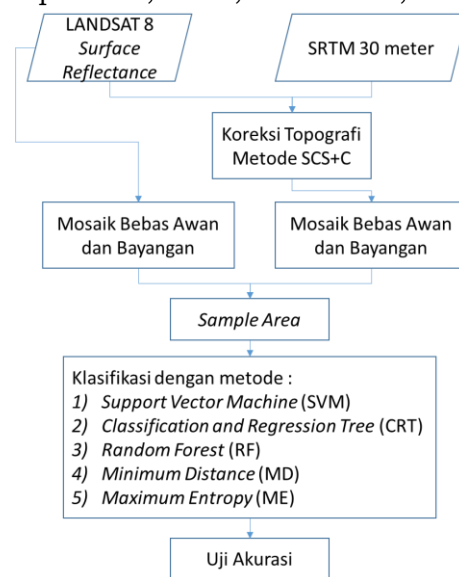 LANDSAT 8
Surface
Reflectance
SRTM 30 meter
Koreksi Topografi
Metode SCS+C
Mosaik Bebas Awan
dan Bayangan
Mosaik Bebas Awan
dan Bayangan
Sample Area
Klasifikasi dengan metode :
1) Support Vector Machine (SVM)
2) Classification and Regression Tree (CRT)
3) Random Forest (RF)
4) Minimum Distance (MD)
5) Maximum Entropy (ME)
Uji Akurasi